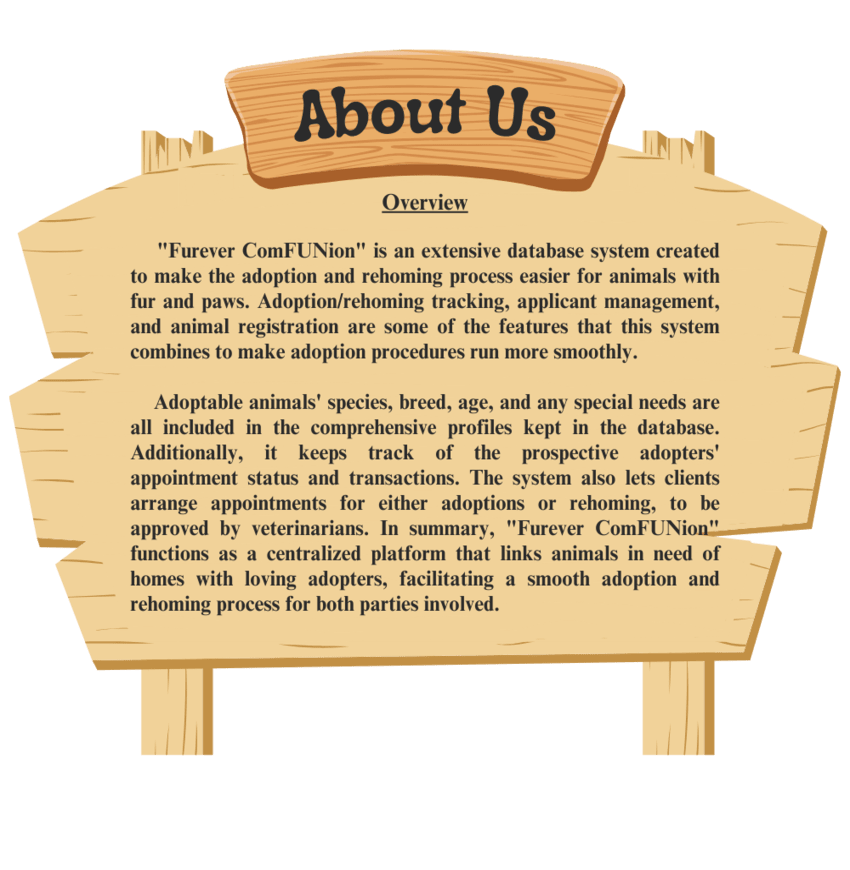 About Us
Overview
"Furever ComFUNion" is an extensive database system created
to make the adoption and rehoming process easier for animals with
fur and paws. Adoption/rehoming tracking, applicant management,
and animal registration are some of the features that this system
combines to make adoption procedures run more smoothly.
Adoptable animals' species, breed, age, and any special needs are
all included in the comprehensive profiles kept in the database.
Additionally, it keeps track of the prospective adopters'
appointment status and transactions. The system also lets clients
arrange appointments for either adoptions or rehoming, to be
approved by veterinarians. In summary, "Furever ComFUNion"
functions as a centralized platform that links animals in need of
homes with loving adopters, facilitating a smooth adoption and
rehoming process for both parties involved.